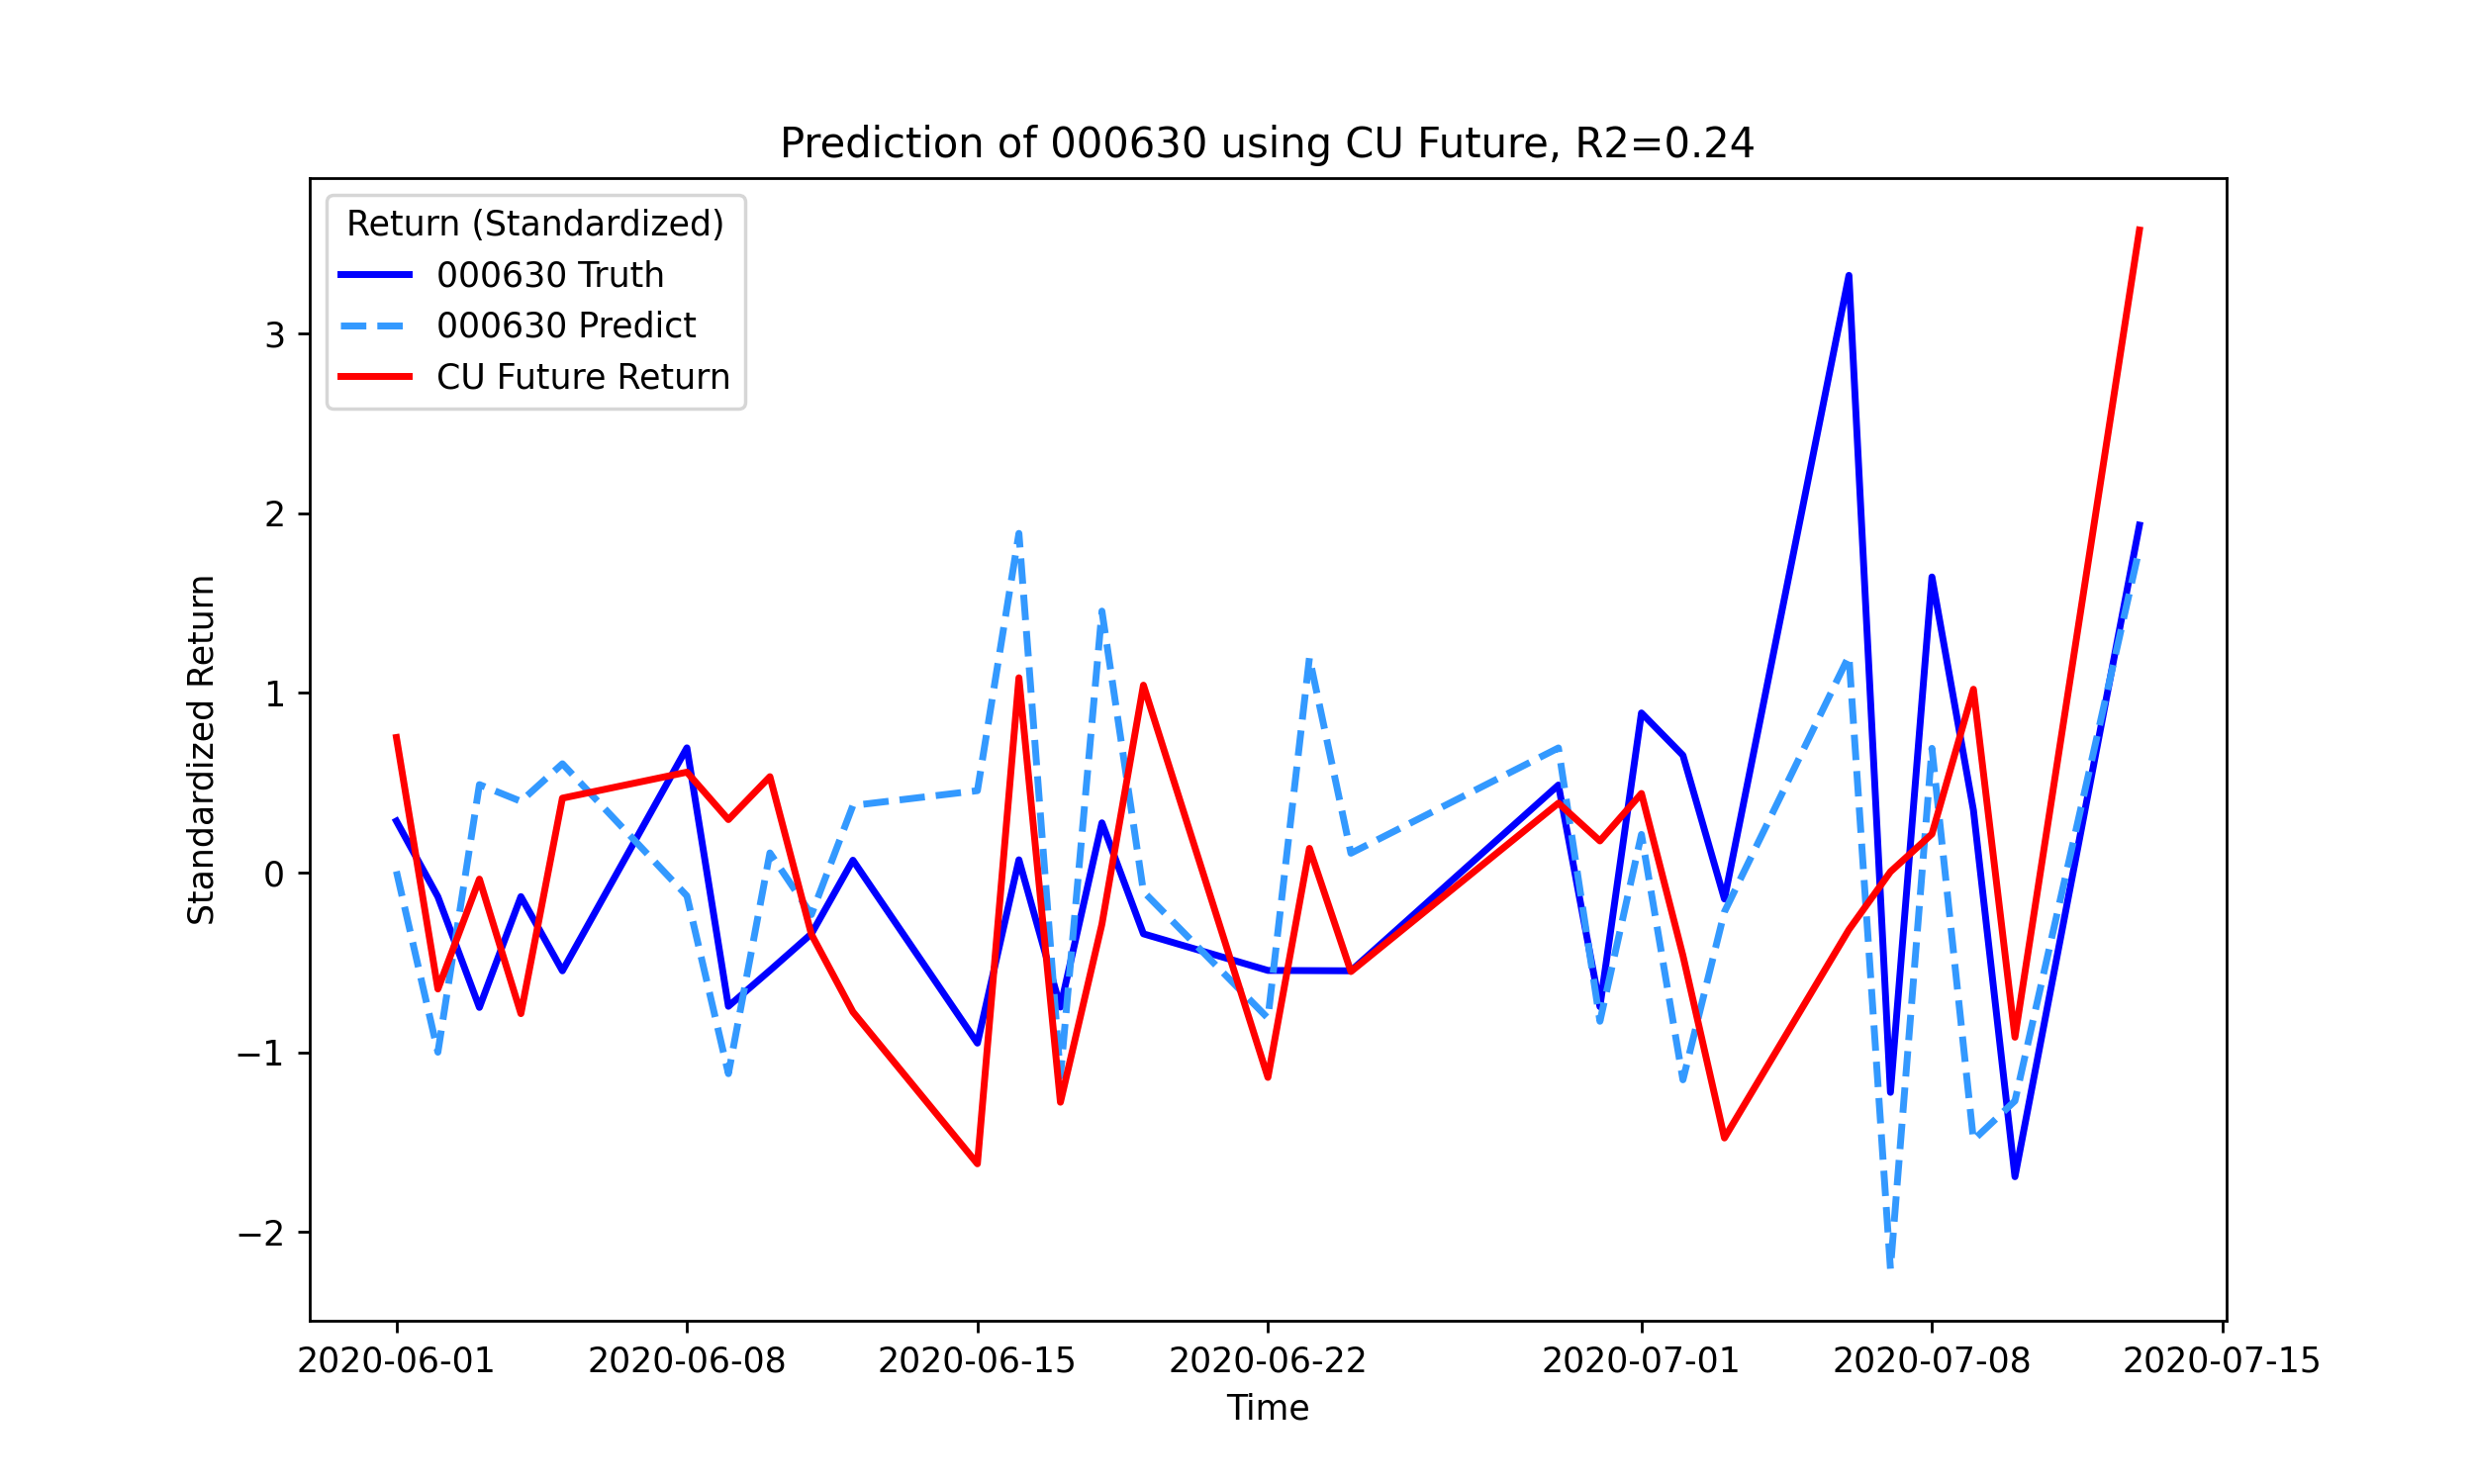 Prediction of 000630 using CU Future, R2=0.24
Return (Standardized)
000630 Truth
000630 Predict
CU Future Return
3
2
1
0
−1
−2
Standardized Return
2020-06-01 2020-06-08 2020-06-15 2020-06-22 2020-07-01 2020-07-08 2020-07-15
Time